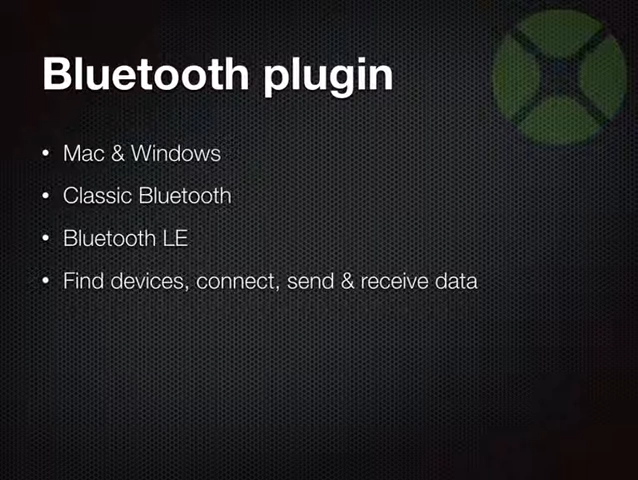 Bluetooth plugin
• Mac & Windows
• Classic Bluetooth
• Bluetooth LE
• Find devices, connect, send & receive data